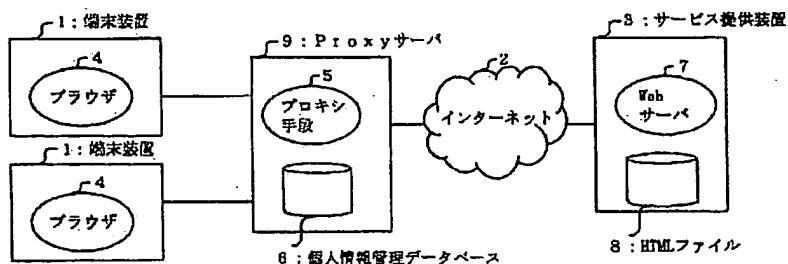 1:端末装置
4
ブラウザ
1:端末装置
4
ブラウザ
9:Proxyサーバ
5
プロキシ
手段
6:個人情報管理データベース
2
インターネット
3:サービス提供装置
7
Web
サーバ
8:HTMLファイル